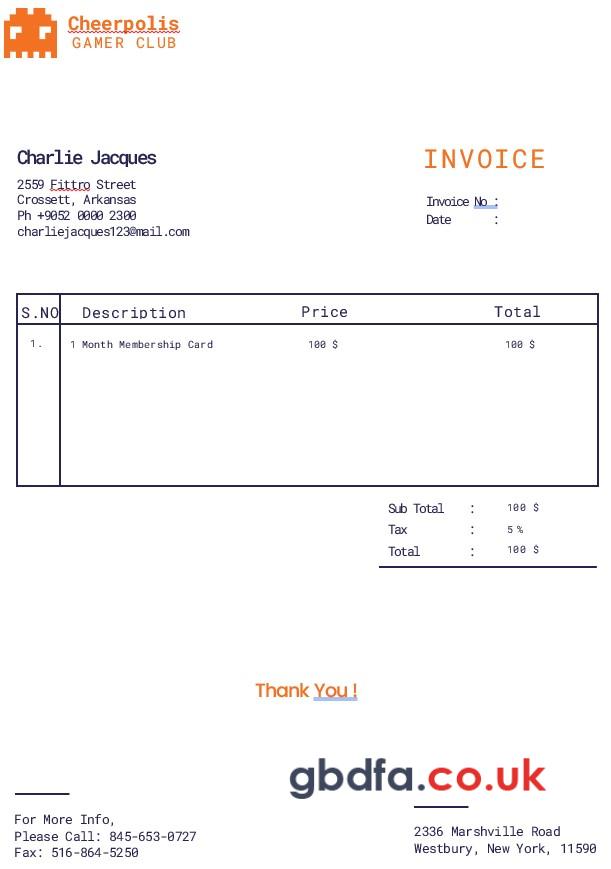 Cheerpolis
GAMER CLUB
Charlie Jacques
INVOICE
2559 Fittro Street
Crossett, Arkansas
Ph +9052 0000 2300
charliejacques123@mail.com
Invoice No :
Date :
S.NO Description Price Total
1. 1 Month Membership Card 100 $ 100 $
Sub Total : 100 $
Tax : 5 %
Total : 100 $
Thank You !
gbdfa.co.uk
For More Info,
Please Call: 845-653-0727
Fax: 516-864-5250
2336 Marshville Road
Westbury, New York, 11590